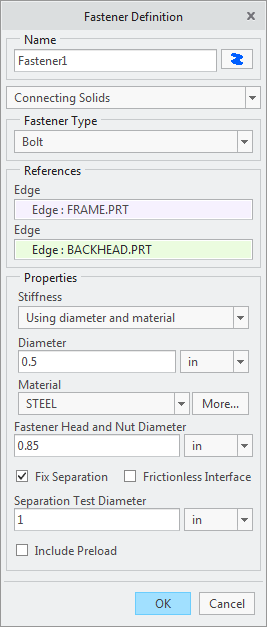 Fastener Definition
Name
Fastener1
Connecting Solids
Fastener Type
Bolt
References
Edge
Edge : FRAME.PRT
Edge
Edge : BACKHEAD.PRT
Properties
Stiffness
Using diameter and material
Diameter
0.5 in
Material
STEEL More...
Fastener Head and Nut Diameter
0.85 in
Fix Separation Frictionless Interface
Separation Test Diameter
1 in
Include Preload
OK Cancel